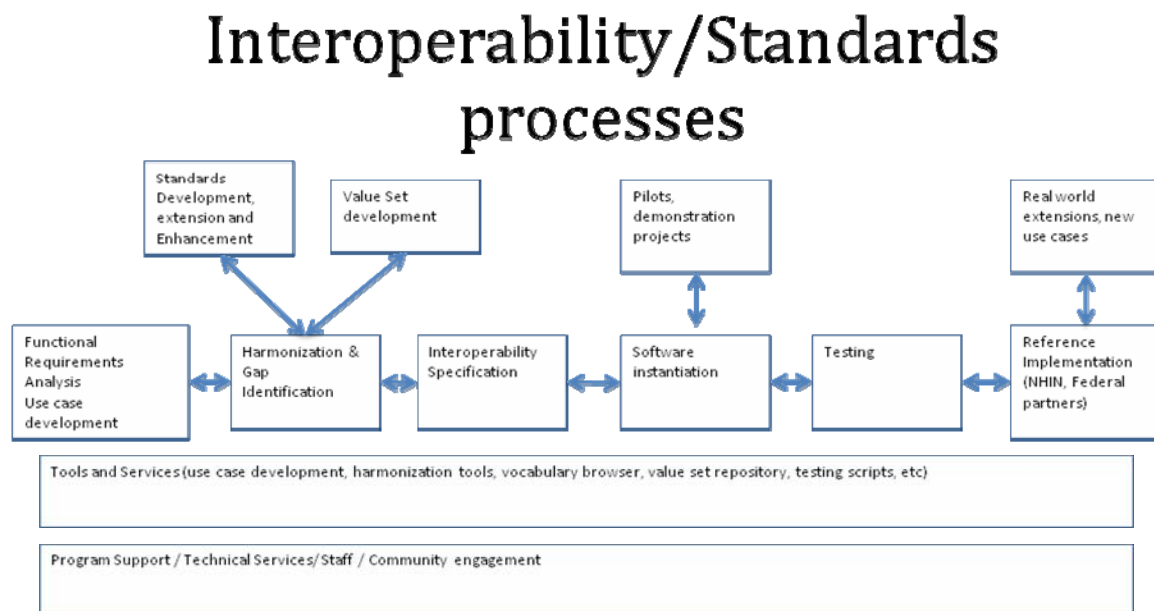 Interoperability/Standards
processes
Standards
Development,
extension and
Enhancement
Value Set
development
Pilots,
demonstration
projects
Real world
extensions, new
use cases
Functional
Requirements
Analysis
Use case
development
Harmonization &
Gap
Identification
Interoperability
Specification
Software
instantiation
Testing
Reference
Implementation
(NHIN, Federal
partners)
Tools and Services (use case development, harmonization tools, vocabulary browser, value set repository, testing scripts, etc)
Program Support / Technical Services/Staff / Community engagement